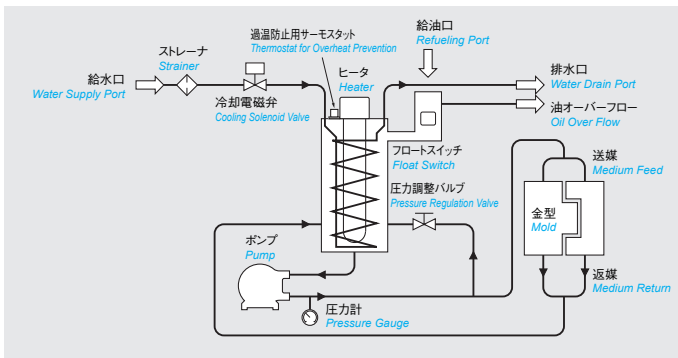 過温防止用サーモスタット
Thermostat for Overheat Prevention
給油口
Refueling Port
ストレーナ
Strainer
給水口
Water Supply Port
ヒータ
Heater
排水口
Water Drain Port
冷却電磁弁
Cooling Solenoid Valve
油オーバーフロー
Oil Over Flow
フロートスイッチ
Float Switch
送媒
Medium Feed
圧力調整バルブ
Pressure Regulation Valve
金型
Mold
ポンプ
Pump
返媒
Medium Return
圧力計
Pressure Gauge